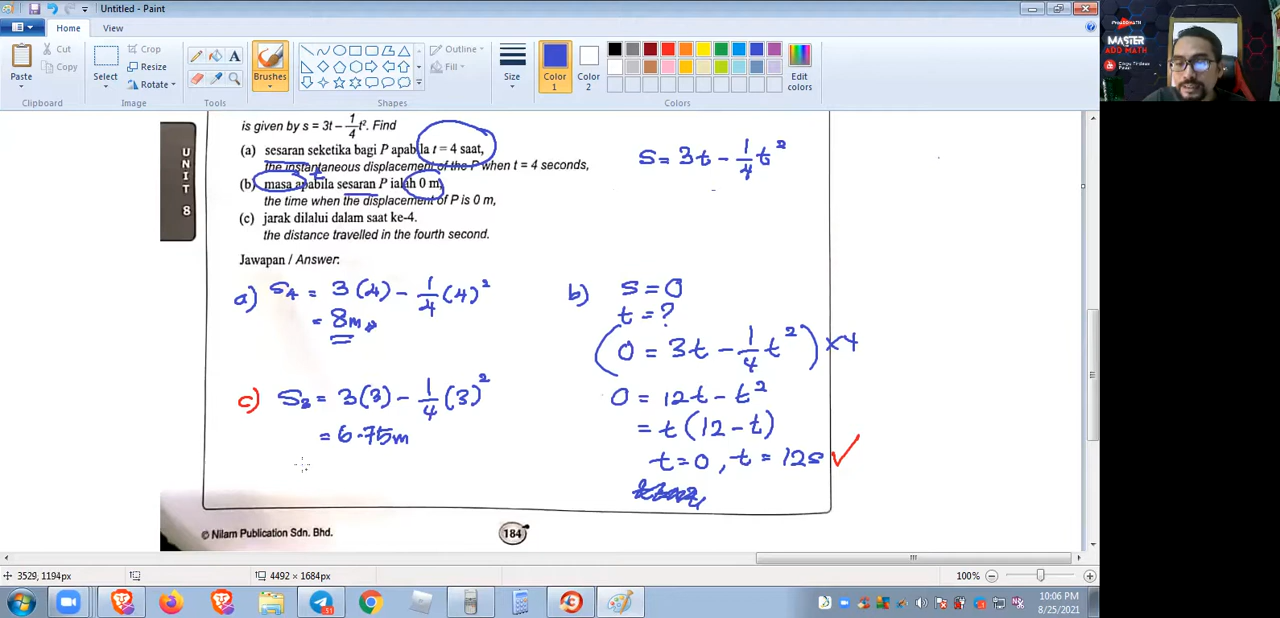 Untitled - Paint
Home
View
Paste
Cut
Copy
Clipboard
Select
Crop
Resize
Rotate
Image
Tools
Brushes
Shapes
Outline
Fill
Size
Color 1
Color 2
Edit colors
Colors
MASTER
ADD MATH
UNIT 8
is given by s = 3t – 1/4 t². Find
(a) sesaran seketika bagi P apabila t = 4 saat,
the instantaneous displacement of the P when t = 4 seconds,
(b) masa apabila sesaran P ialah 0 m,
t
the time when the displacement of P is 0 m,
(c) jarak dilalui dalam saat ke-4.
the distance travelled in the fourth second.
Jawapan / Answer:
s = 3t – 1/4 t²
a) S₄ = 3(4) – 1/4 (4)²
= 8m
c) S₃ = 3(3) – 1/4 (3)²
= 6.75m
b) s = 0
t = ?
(0 = 3t – 1/4 t²) × 4
0 = 12t – t²
= t(12 – t)
t = 0, t = 12s ✓
© Nilam Publication Sdn. Bhd.
184
3529, 1194px
4492 × 1684px
100%
10:06 PM
8/25/2021